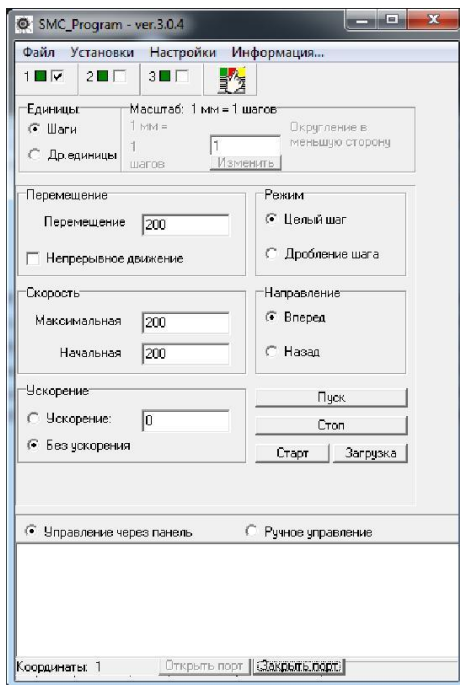 SMC_Program - ver.3.0.4
Файл Установки Настройки Информация...
1 2 3
Единицы
Шаги
Др.единицы
Масштаб: 1 мм = 1 шагов
1 мм =
1
шагов
1
Изменить
Округление в
меньшую сторону
Перемещение
Перемещение 200
Непрерывное движение
Режим
Целый шаг
Дробление шага
Скорость
Максимальная 200
Начальная 200
Направление
Вперед
Назад
Ускорение
Ускорение: 0
Без ускорения
Пуск
Стоп
Старт Загрузка
Управление через панель Ручное управление
Координаты: 1 Открыть порт Закрыть порт